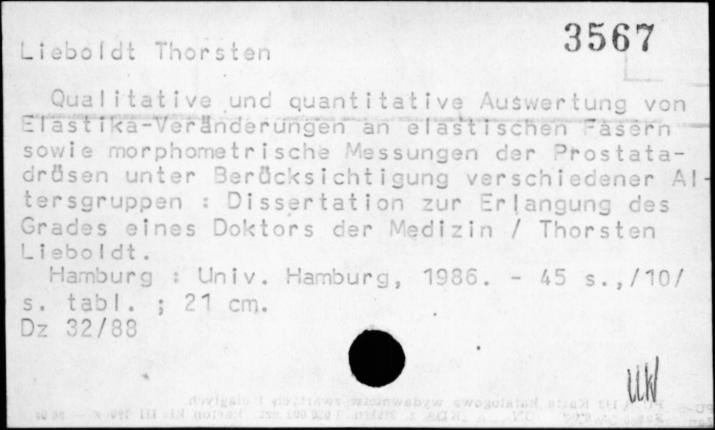 3567
Lieboldt Thorsten
Qualitative und quantitative Auswertung von
Elastika-Veränderungen an elastischen Fasern
sowie morphometrische Messungen der Prostata-
drüsen unter Berücksichtigung verschiedener Al-
tersgruppen : Dissertation zur Erlangung des
Grades eines Doktors der Medizin / Thorsten
Lieboldt.
Hamburg : Univ. Hamburg, 1986. - 45 s.,/10/
s. tabl. ; 21 cm.
Dz 32/88